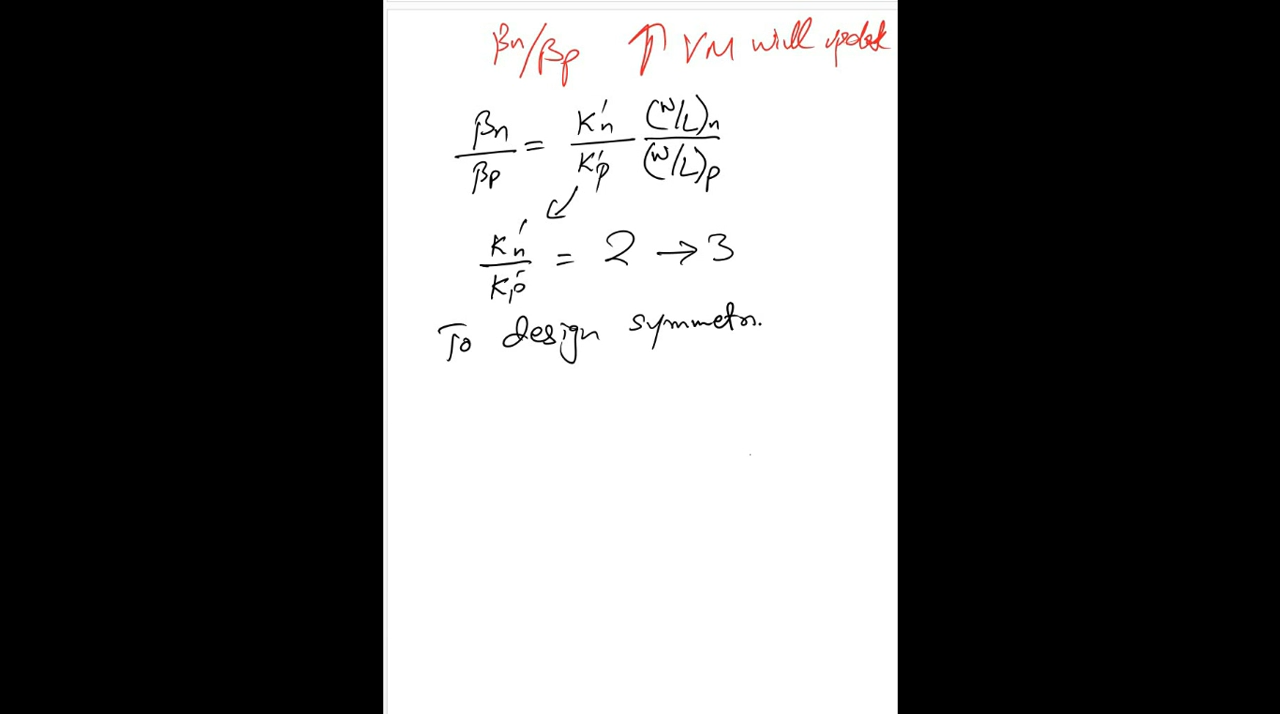 βn/βp ⇑ VM will update
βn/βp = K'n/K'p (W/L)n/(W/L)p
K'n/K'p = 2 → 3
To design symmetr.